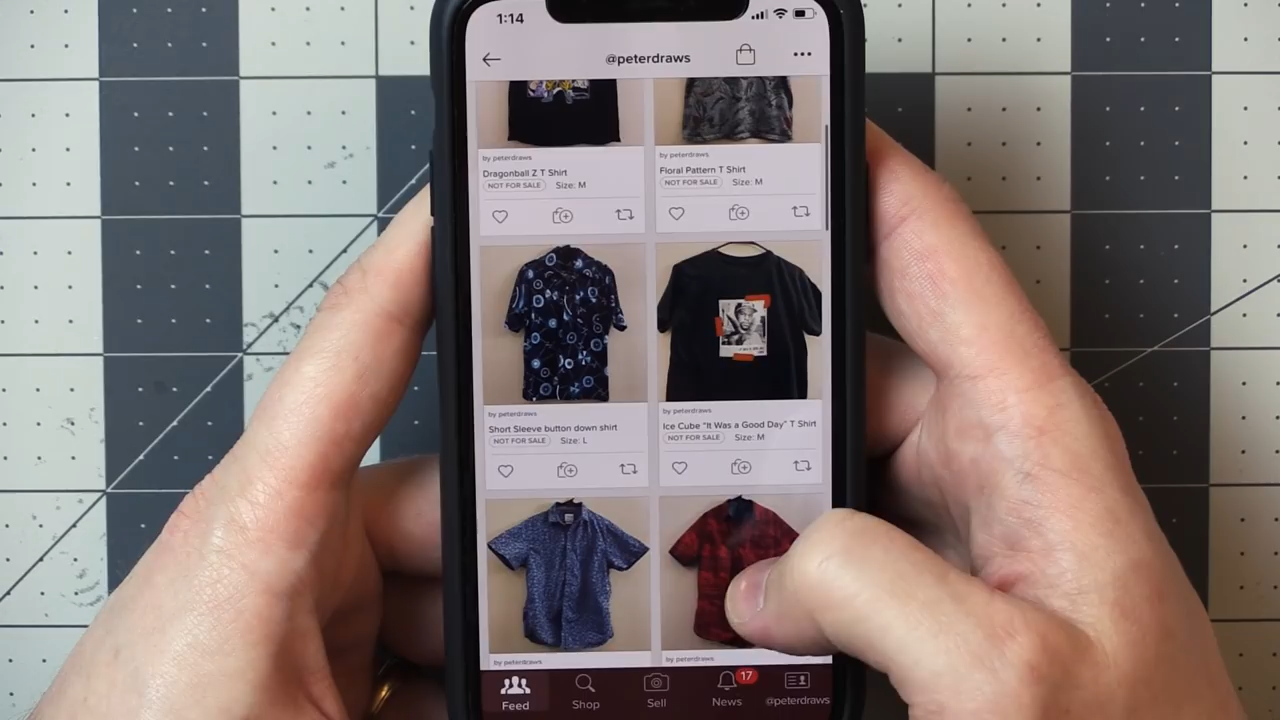 1:14
@peterdraws
by peterdraws
Dragonball Z T Shirt
NOT FOR SALE Size: M
by peterdraws
Floral Pattern T Shirt
NOT FOR SALE Size: M
by peterdraws
Short Sleeve button down shirt
NOT FOR SALE Size: L
by peterdraws
Ice Cube "It Was a Good Day" T Shirt
NOT FOR SALE Size: M
by peterdraws
by peterdraws
17
Feed
Shop
Sell
News
@peterdraws